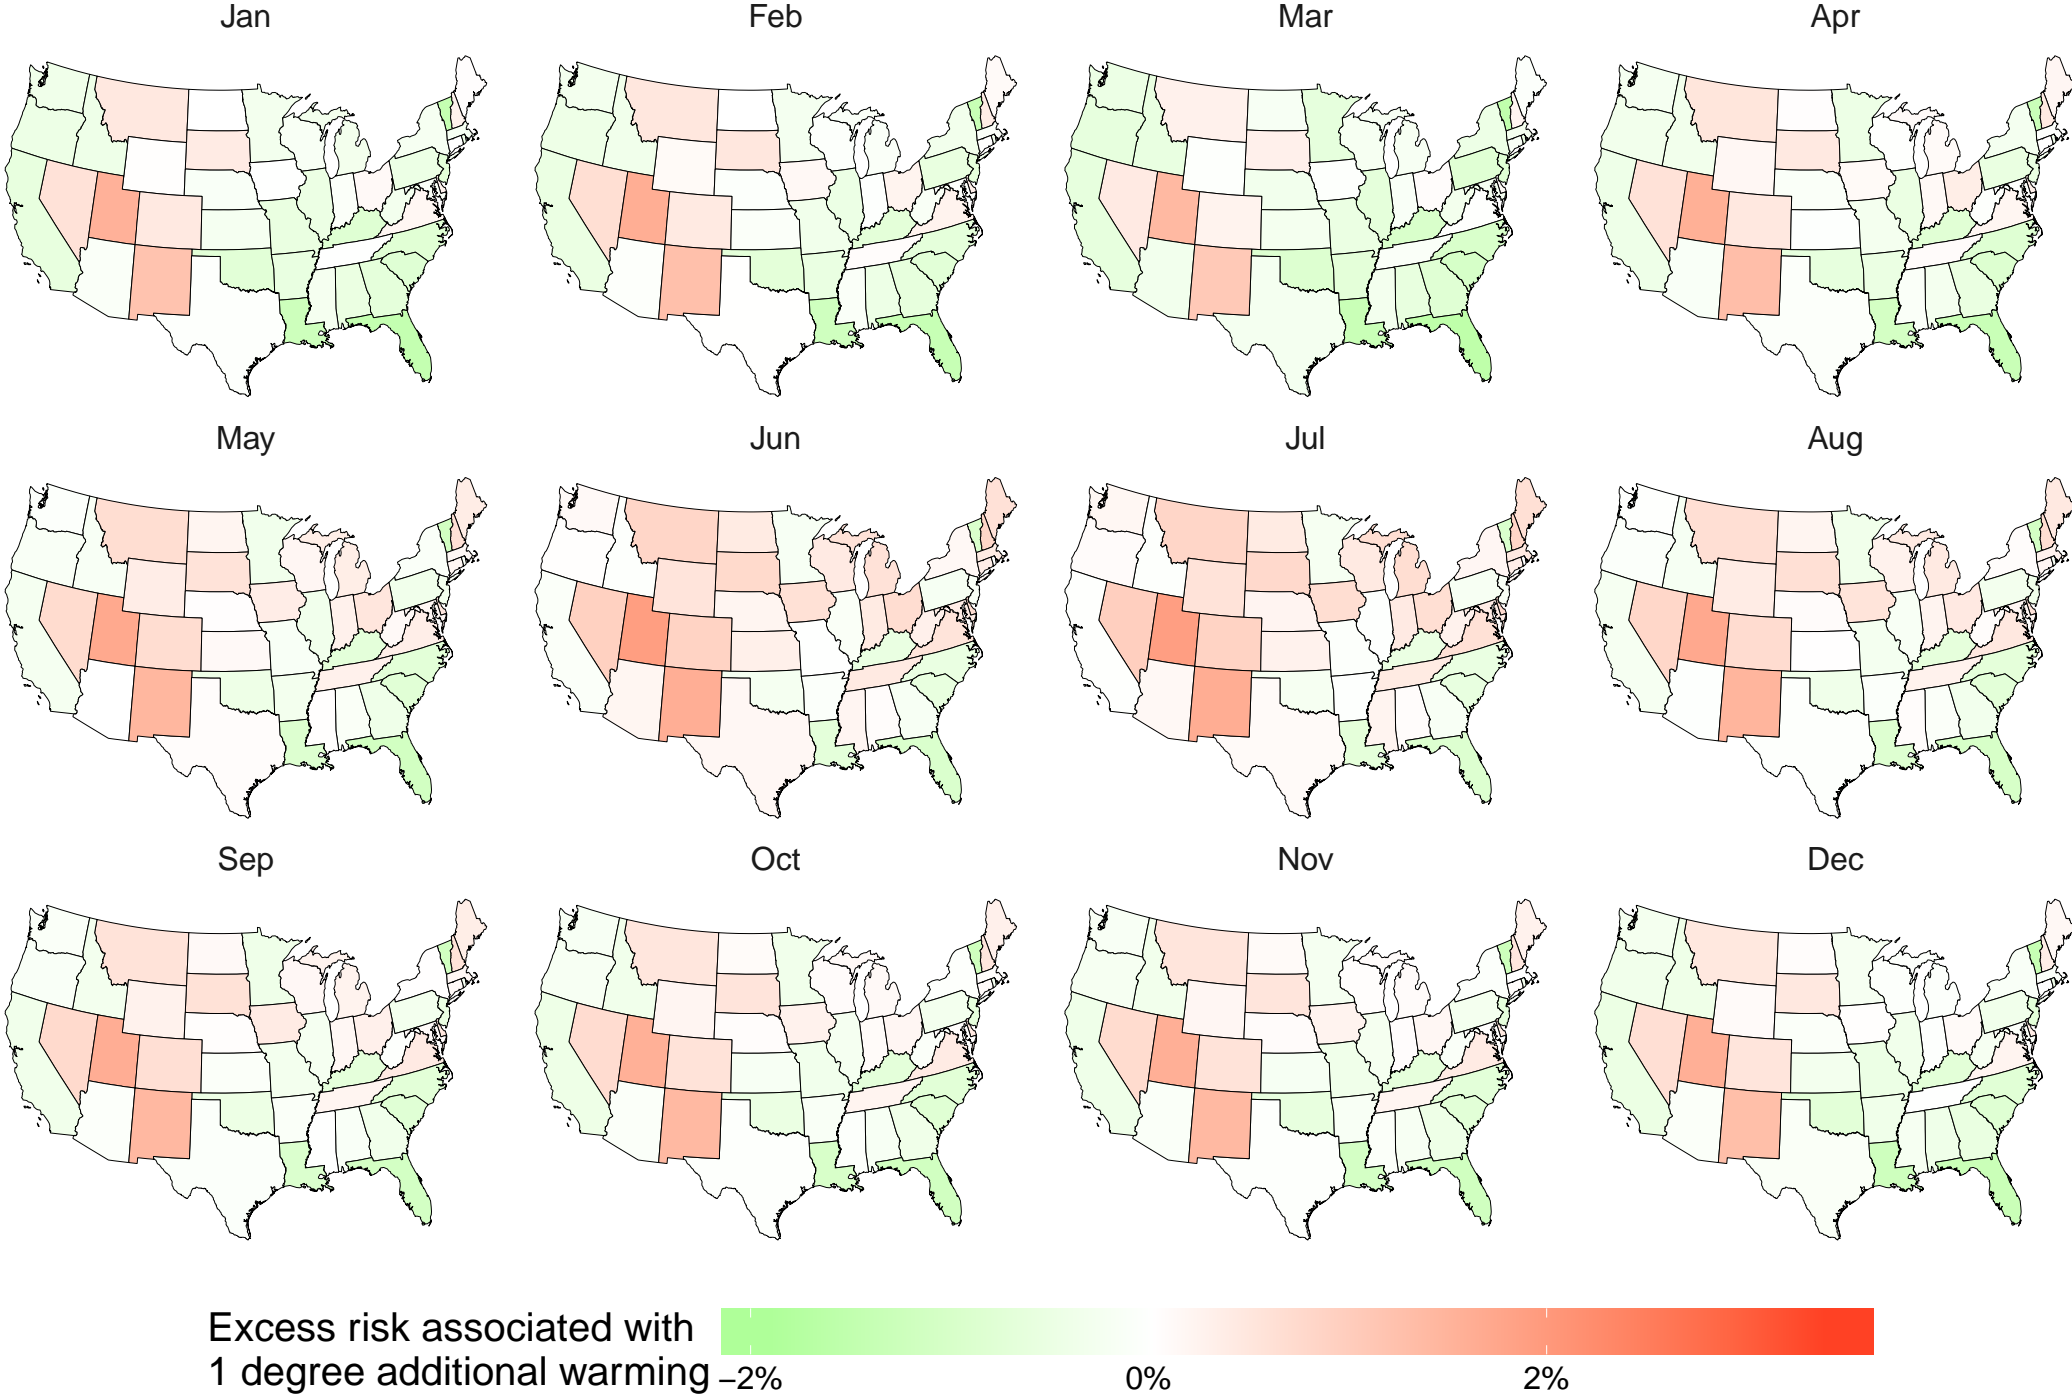 Jan
Feb
Mar
Apr
May
Jun
Jul
Aug
Sep
Oct
Nov
Dec
Excess risk associated with
1 degree additional warming
−2%
0%
2%